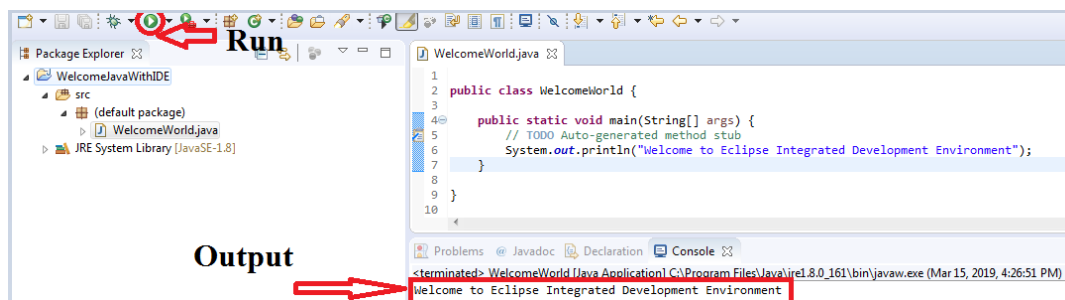 Run
Package Explorer
WelcomeJavaWithIDE
src
(default package)
WelcomeWorld.java
JRE System Library [JavaSE-1.8]
WelcomeWorld.java
1
2 public class WelcomeWorld {
3
4 public static void main(String[] args) {
5 // TODO Auto-generated method stub
6 System.out.println("Welcome to Eclipse Integrated Development Environment");
7 }
8
9 }
10
Problems @ Javadoc Declaration Console
<terminated> WelcomeWorld [Java Application] C:\Program Files\Java\jre1.8.0_161\bin\javaw.exe (Mar 15, 2019, 4:26:51 PM)
Output
Welcome to Eclipse Integrated Development Environment